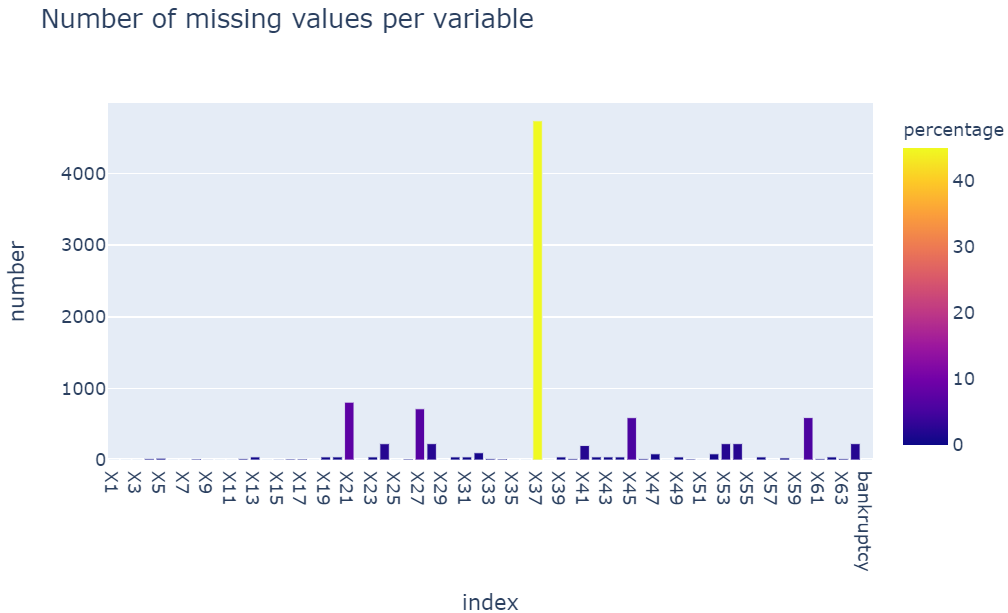 Number of missing values per variable
percentage
40
30
20
10
0
number
4000
3000
2000
1000
0
X1
X3
X5
X7
X9
X11
X13
X15
X17
X19
X21
X23
X25
X27
X29
X31
X33
X35
X37
X39
X41
X43
X45
X47
X49
X51
X53
X55
X57
X59
X61
X63
bankruptcy
index